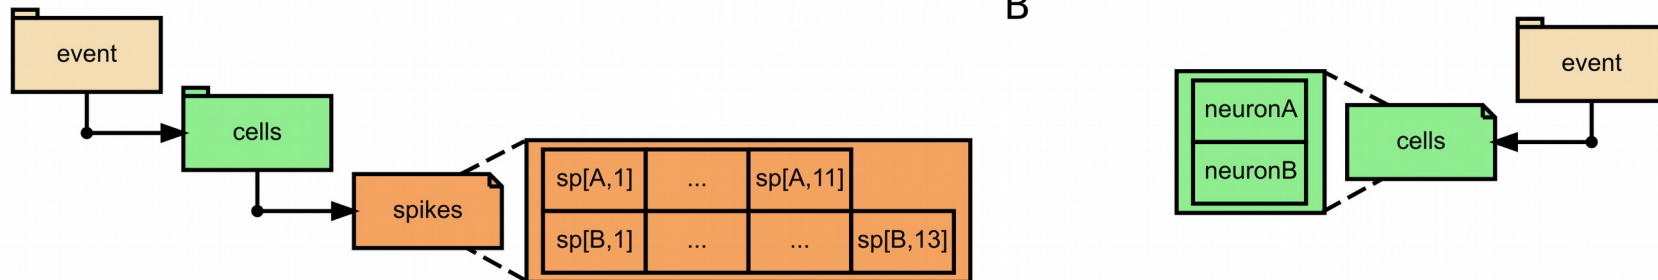 B
event
cells
spikes
sp[A,1] ... sp[A,11]
sp[B,1] ... ... sp[B,13]
event
cells
neuronA
neuronB